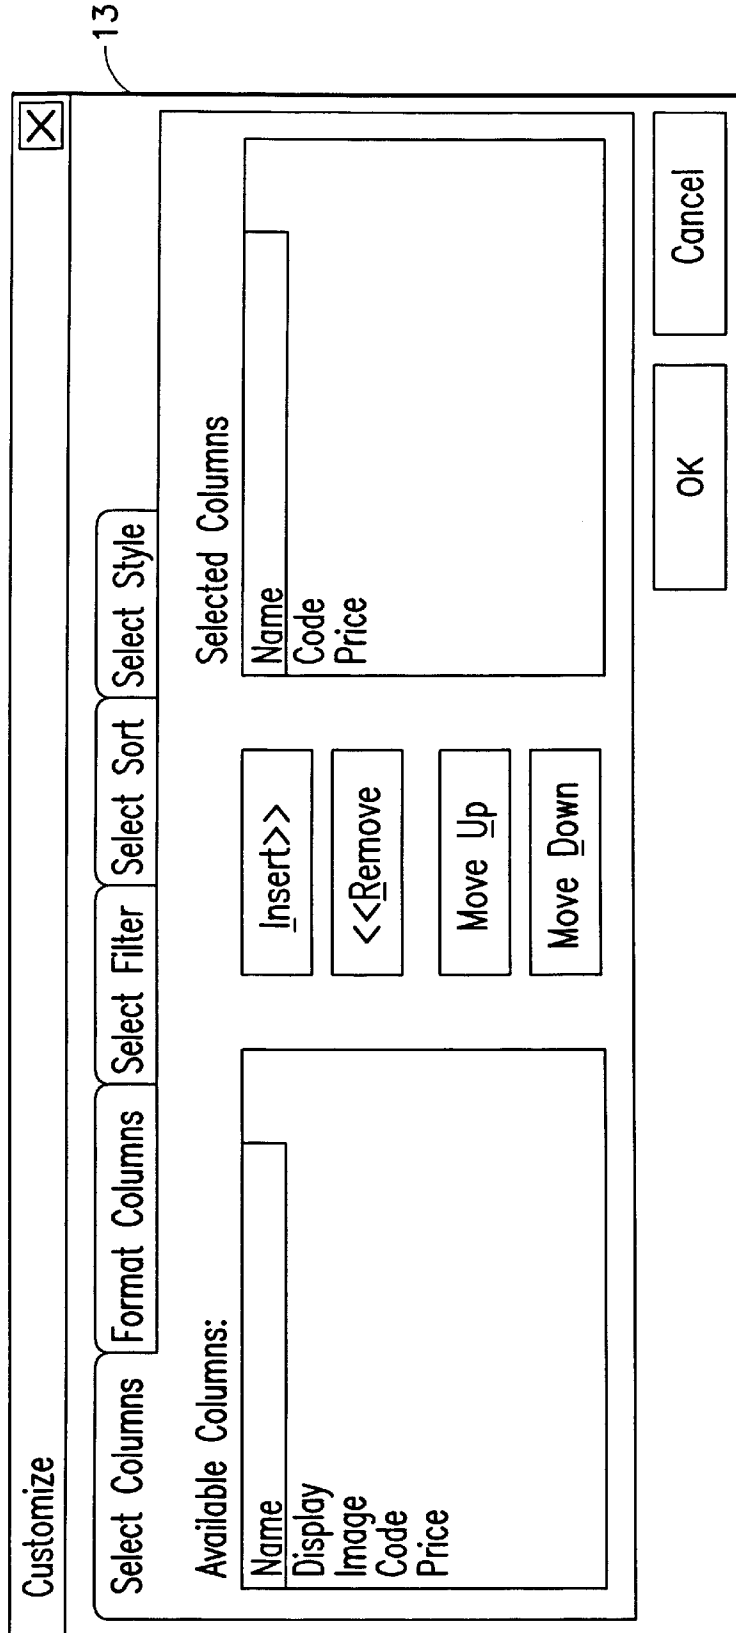 13
Customize
Select Columns
Format Columns
Select Filter
Select Sort
Select Style
Available Columns:
Name
Display
Image
Code
Price
Insert>>
<<Remove
Move Up
Move Down
Selected Columns
Name
Code
Price
OK
Cancel